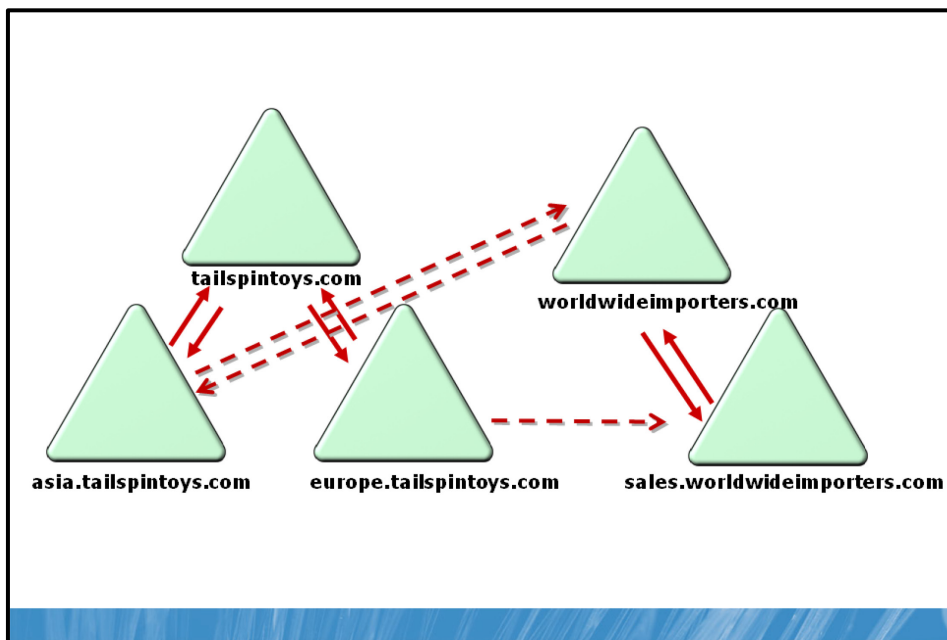 tailspintoys.com
worldwideimporters.com
asia.tailspintoys.com
europe.tailspintoys.com
sales.worldwideimporters.com